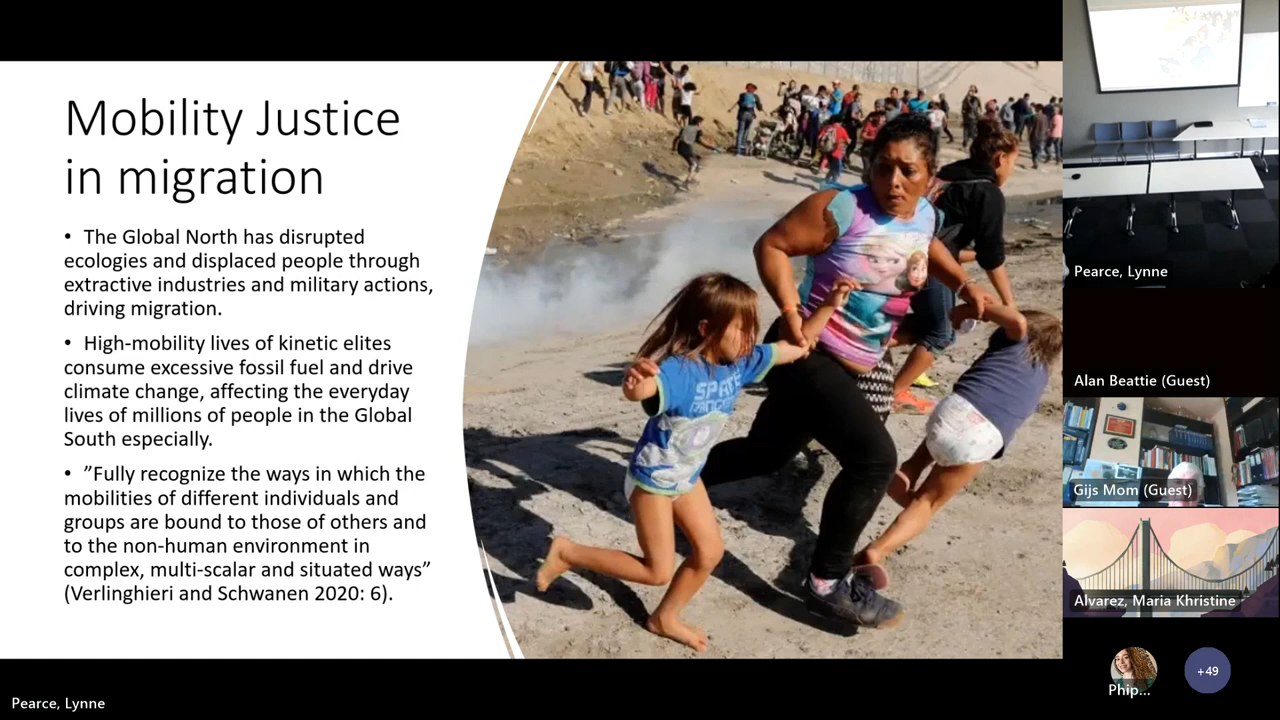 Mobility Justice
in migration
• The Global North has disrupted
ecologies and displaced people through
extractive industries and military actions,
driving migration.
• High-mobility lives of kinetic elites
consume excessive fossil fuel and drive
climate change, affecting the everyday
lives of millions of people in the Global
South especially.
• ”Fully recognize the ways in which the
mobilities of different individuals and
groups are bound to those of others and
to the non-human environment in
complex, multi-scalar and situated ways”
(Verlinghieri and Schwanen 2020: 6).
Pearce, Lynne
Alan Beattie (Guest)
Gijs Mom (Guest)
Alvarez, Maria Khristine
Phip...
+49
Pearce, Lynne